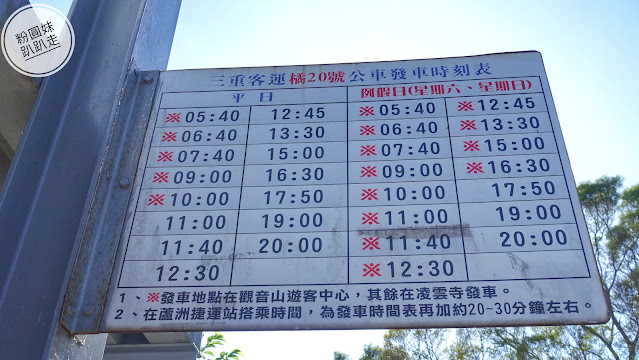 粉圓妹
趴趴走
三重客運橘20號公車發車時刻表
平日 例假日(星期六、星期日)
※05:40 12:45 ※05:40 ※12:45
※06:40 13:30 ※06:40 ※13:30
※07:40 15:00 ※07:40 ※15:00
※09:00 16:30 ※09:00 ※16:30
※10:00 17:50 ※10:00 17:50
11:00 19:00 ※11:00 19:00
11:40 20:00 ※11:40 20:00
12:30 ※12:30
1、※發車地點在觀音山遊客中心，其餘在凌雲寺發車。
2、在蘆洲捷運站搭乘時間，為發車時間表再加約20-30分鐘左右。